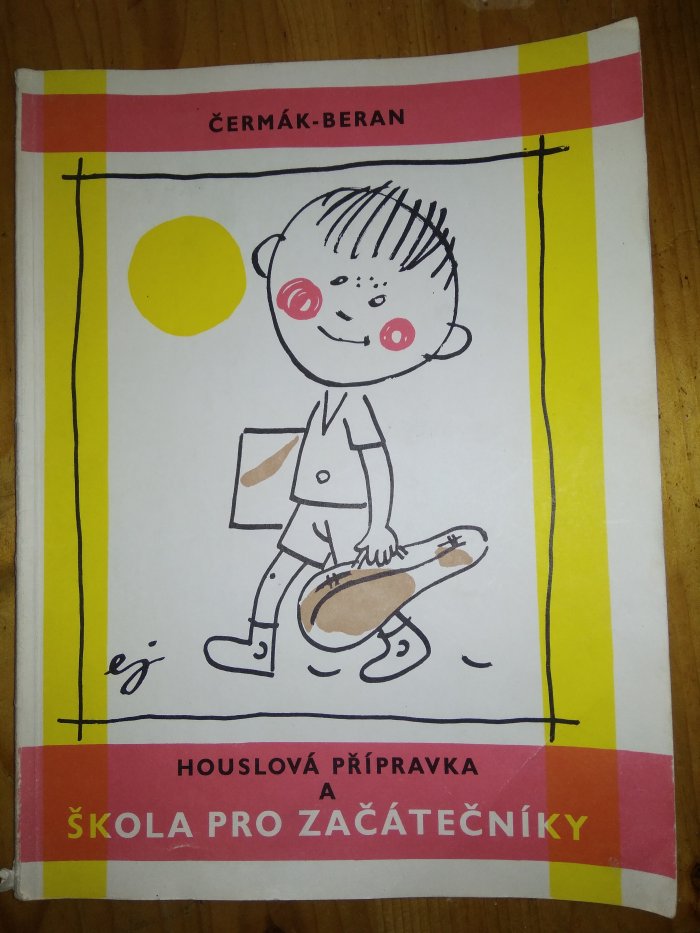 ČERMÁK-BERAN
ej
HOUSLOVÁ PŘÍPRAVKA
A
ŠKOLA PRO ZAČÁTEČNÍKY